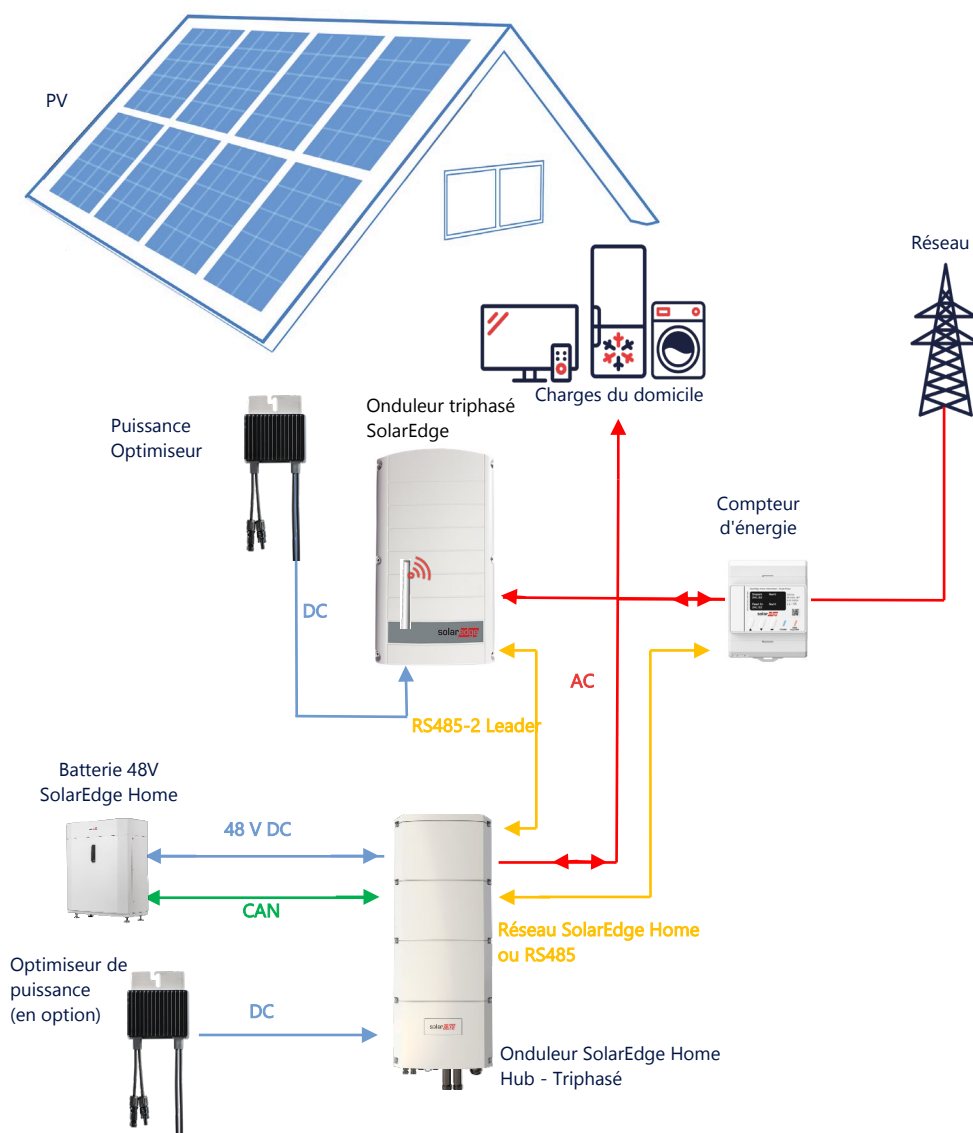 PV
Réseau
Charges du domicile
Onduleur triphasé
SolarEdge
Puissance
Optimiseur
Compteur
d'énergie
DC
solaredge
AC
RS485-2 Leader
Batterie 48V
SolarEdge Home
48 V DC
CAN
Réseau SolarEdge Home
ou RS485
Optimiseur de
puissance
(en option)
DC
solaredge
Onduleur SolarEdge Home
Hub - Triphasé